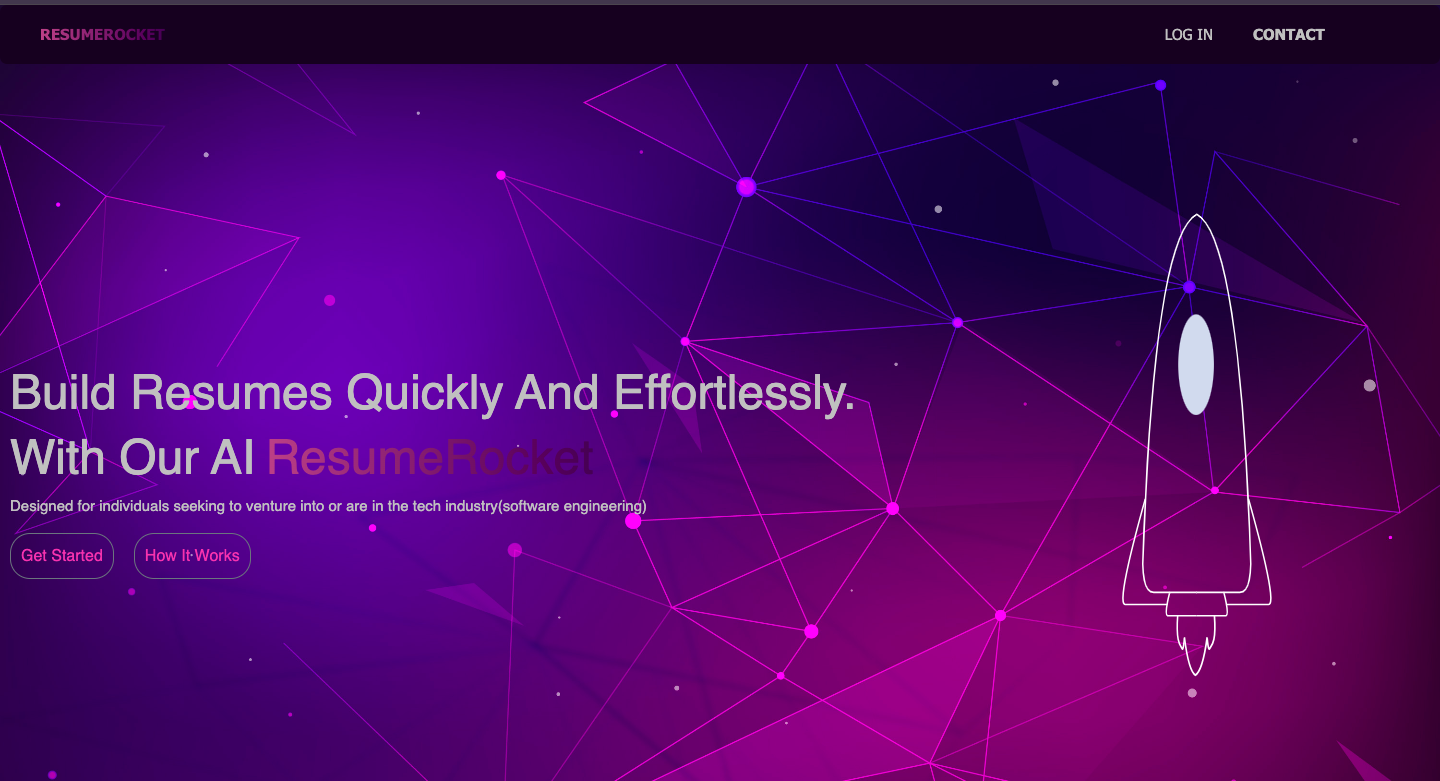 RESUMEROCKET
LOG IN
CONTACT
Build Resumes Quickly And Effortlessly.
With Our AI ResumeRocket
Designed for individuals seeking to venture into or are in the tech industry(software engineering)
Get Started
How It Works